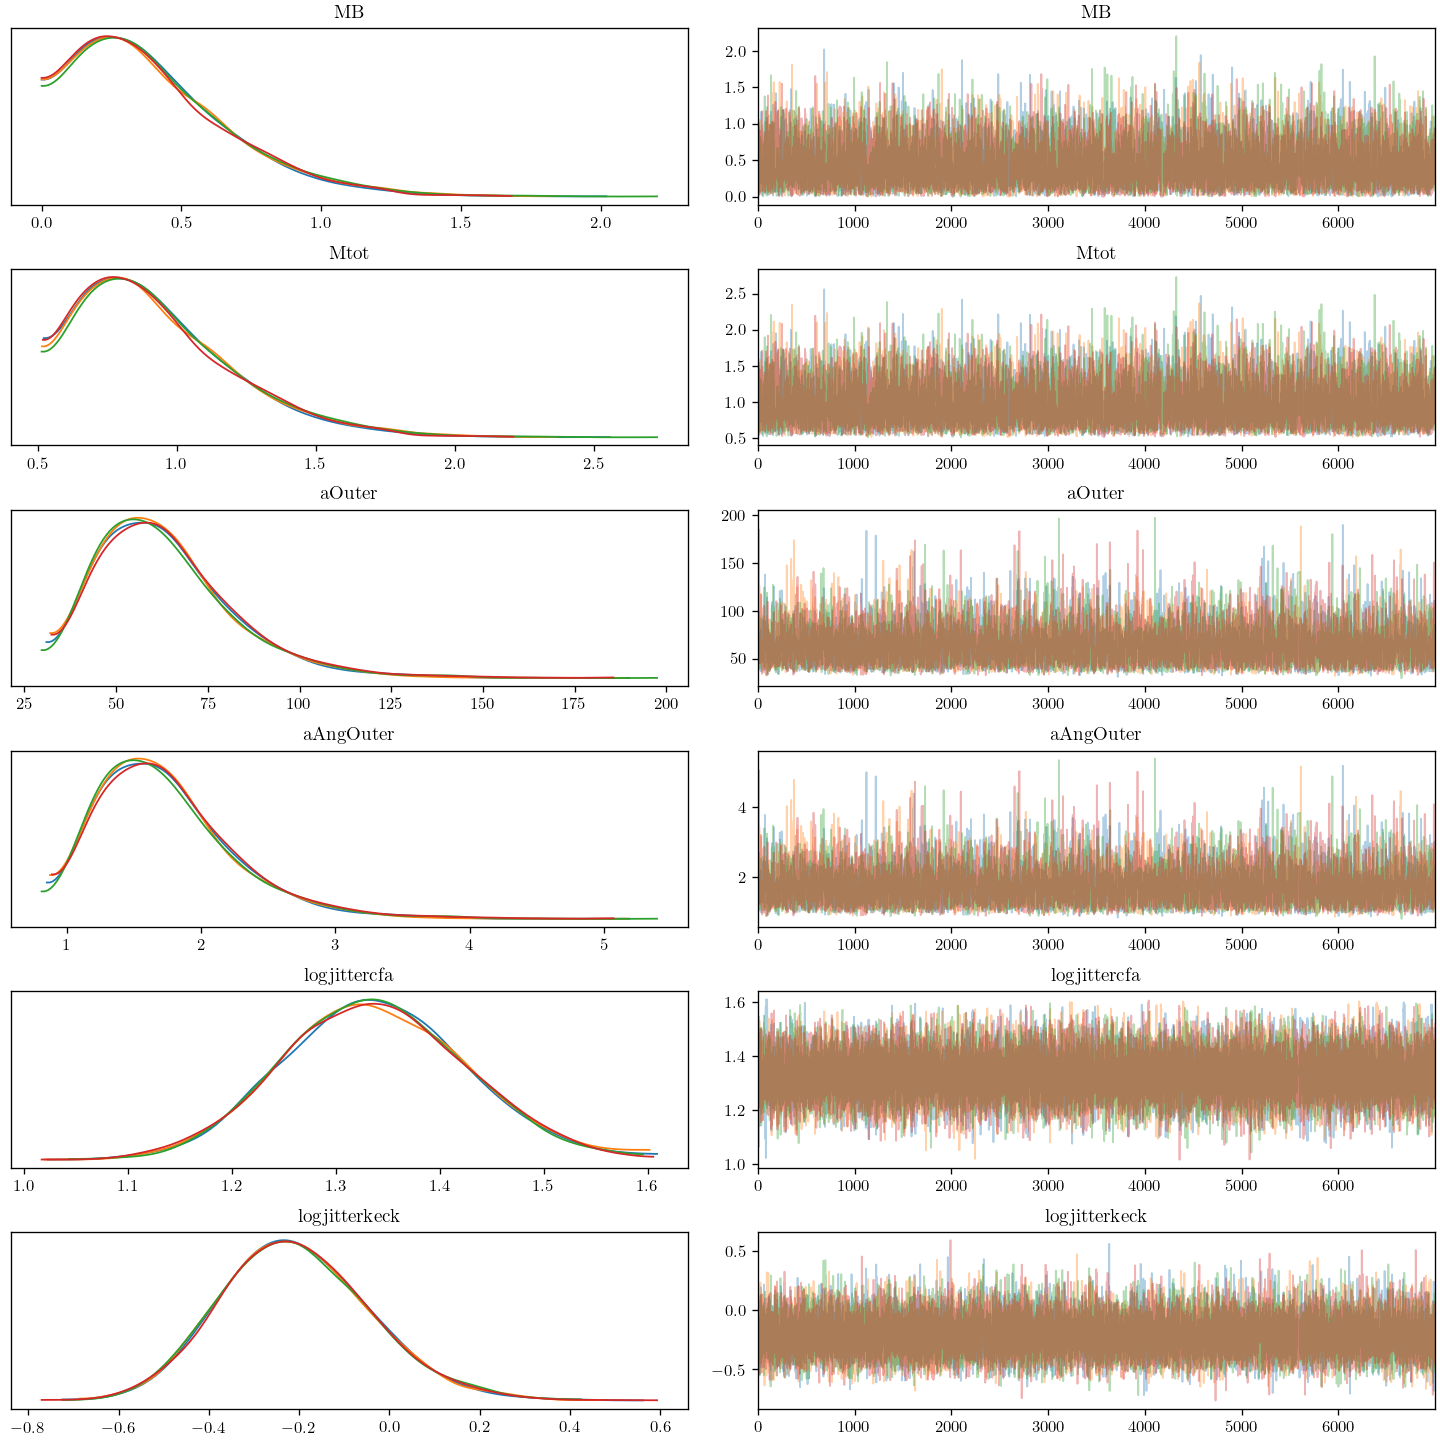 MB MB
2.0
1.5
1.0
0.5
0.0
0.0 0.5 1.0 1.5 2.0 0 1000 2000 3000 4000 5000 6000
Mtot Mtot
2.5
2.0
1.5
1.0
0.5
0.5 1.0 1.5 2.0 2.5 0 1000 2000 3000 4000 5000 6000
aOuter aOuter
200
150
100
50
25 50 75 100 125 150 175 200 0 1000 2000 3000 4000 5000 6000
aAngOuter aAngOuter
4
2
1 2 3 4 5 0 1000 2000 3000 4000 5000 6000
logjittercfa logjittercfa
1.6
1.4
1.2
1.0
1.0 1.1 1.2 1.3 1.4 1.5 1.6 0 1000 2000 3000 4000 5000 6000
logjitterkeck logjitterkeck
0.5
0.0
−0.5
−0.8 −0.6 −0.4 −0.2 0.0 0.2 0.4 0.6 0 1000 2000 3000 4000 5000 6000